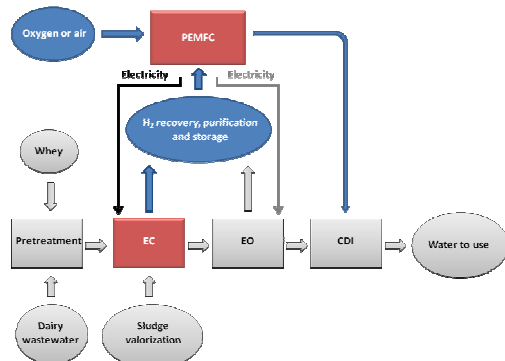 Oxygen or air
PEMFC
Electricity
Electricity
H2 recovery, purification
and storage
Whey
Pretreatment
EC
EO
CDI
Water to use
Dairy
wastewater
Sludge
valorization